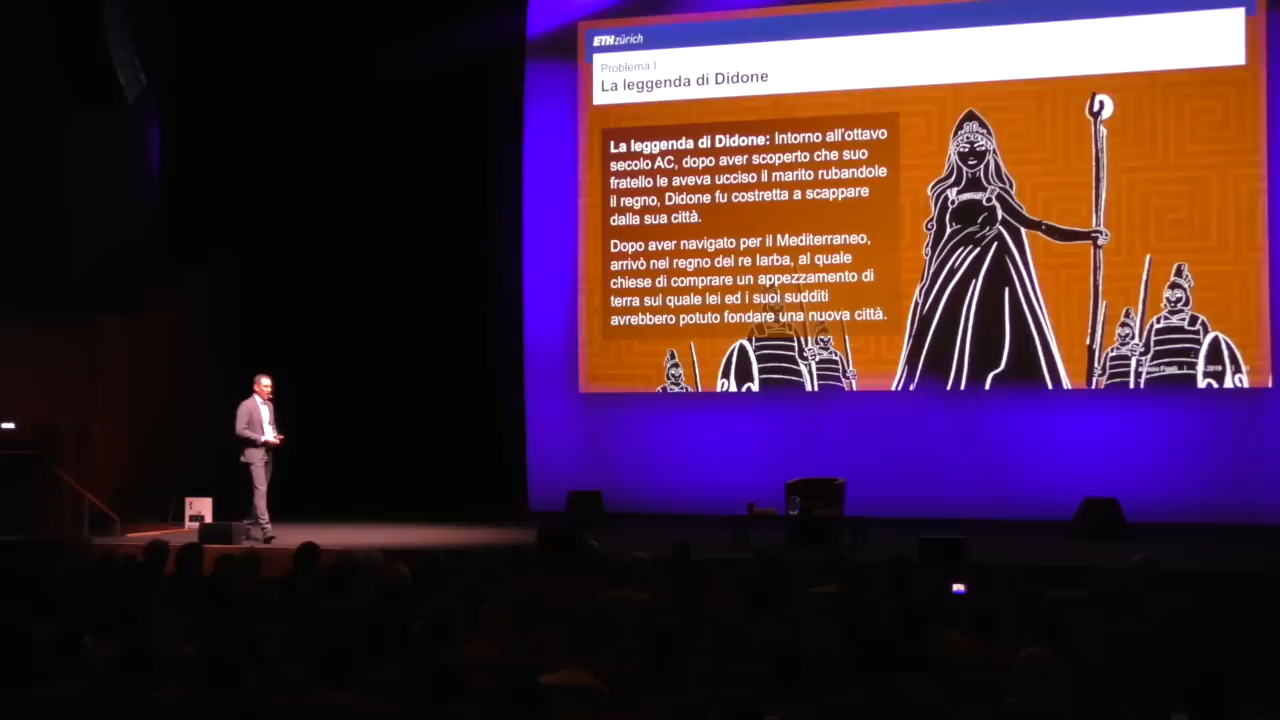 ETH zürich
Problema I
La leggenda di Didone
La leggenda di Didone: Intorno all'ottavo
secolo AC, dopo aver scoperto che suo
fratello le aveva ucciso il marito rubandole
il regno, Didone fu costretta a scappare
dalla sua città.
Dopo aver navigato per il Mediterraneo,
arrivò nel regno del re Iarba, al quale
chiese di comprare un appezzamento di
terra sul quale lei ed i suoi sudditi
avrebbero potuto fondare una nuova città.